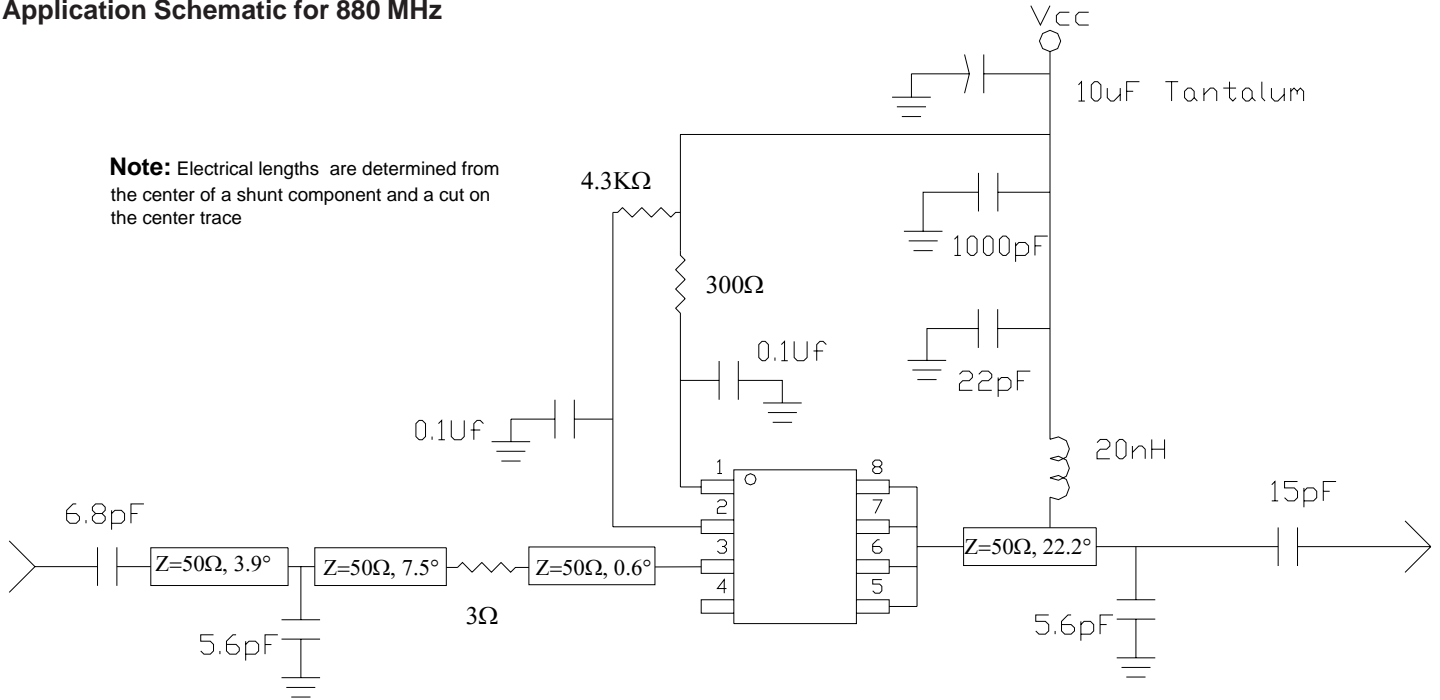 Application Schematic for 880 MHz
Vcc
10uF Tantalum
Note: Electrical lengths are determined from
the center of a shunt component and a cut on
the center trace
4.3KΩ
1000pF
300Ω
0.1Uf
22pF
0.1Uf
20nH
1
8
2
7
3
6
4
5
6.8pF
15pF
Z=50Ω, 3.9°
Z=50Ω, 7.5°
Z=50Ω, 0.6°
Z=50Ω, 22.2°
3Ω
5.6pF
5.6pF